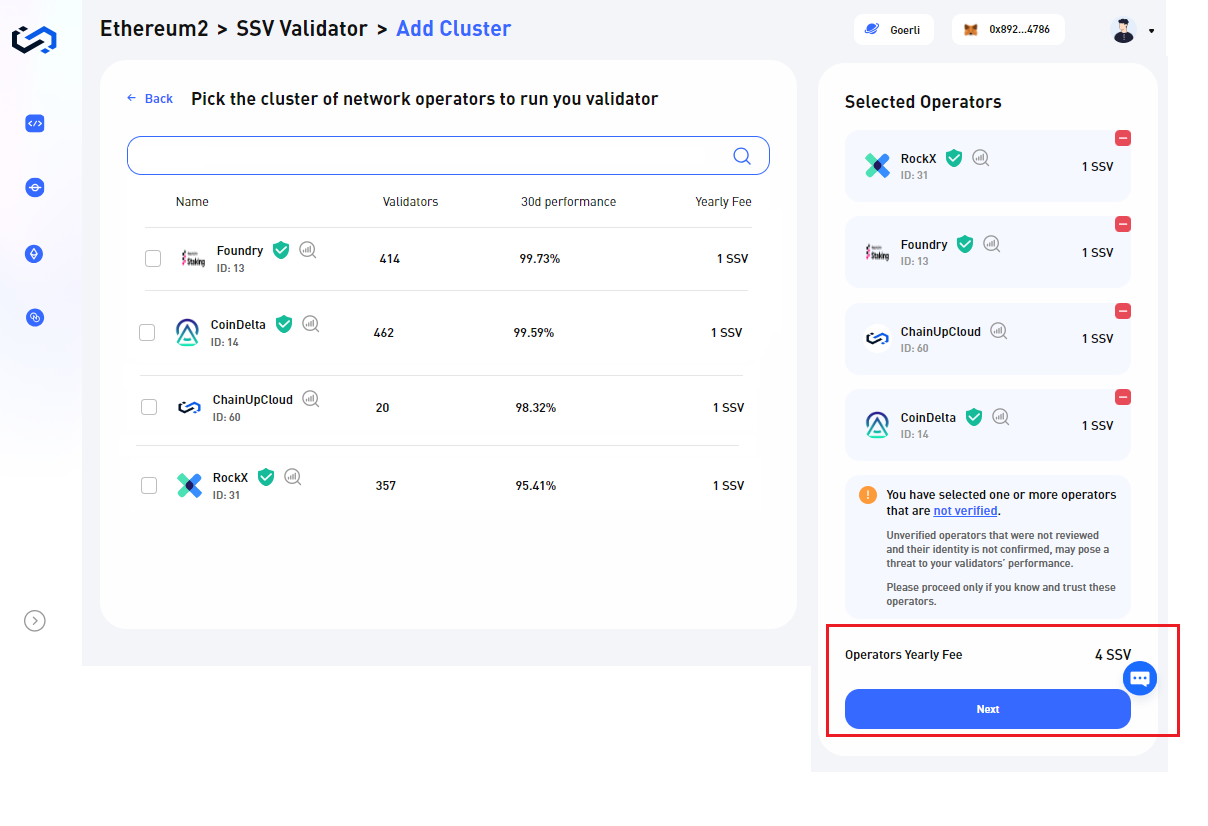 Ethereum2 > SSV Validator > Add Cluster
Goerli
0x892...4786
← Back Pick the cluster of network operators to run you validator
Name Validators 30d performance Yearly Fee
Foundry
ID: 13
414 99.73% 1 SSV
CoinDelta
ID: 14
462 99.59% 1 SSV
ChainUpCloud
ID: 60
20 98.32% 1 SSV
RockX
ID: 31
357 95.41% 1 SSV
Selected Operators
RockX
ID: 31
1 SSV
Foundry
ID: 13
1 SSV
ChainUpCloud
ID: 60
1 SSV
CoinDelta
ID: 14
1 SSV
You have selected one or more operators
that are not verified.
Unverified operators that were not reviewed
and their identity is not confirmed, may pose a
threat to your validators' performance.
Please proceed only if you know and trust these
operators.
Operators Yearly Fee 4 SSV
Next